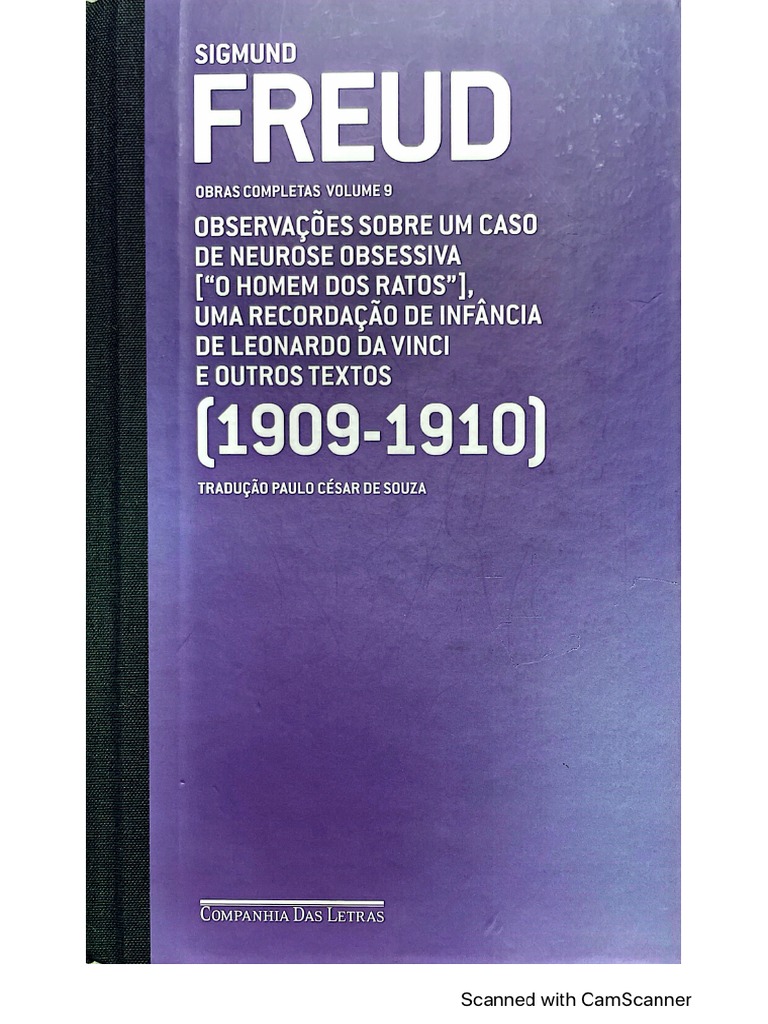 SIGMUND
FREUD
OBRAS COMPLETAS VOLUME 9
OBSERVAÇÕES SOBRE UM CASO
DE NEUROSE OBSESSIVA
[“O HOMEM DOS RATOS”],
UMA RECORDAÇÃO DE INFÂNCIA
DE LEONARDO DA VINCI
E OUTROS TEXTOS
(1909-1910)
TRADUÇÃO PAULO CÉSAR DE SOUZA
COMPANHIA DAS LETRAS
Scanned with CamScanner